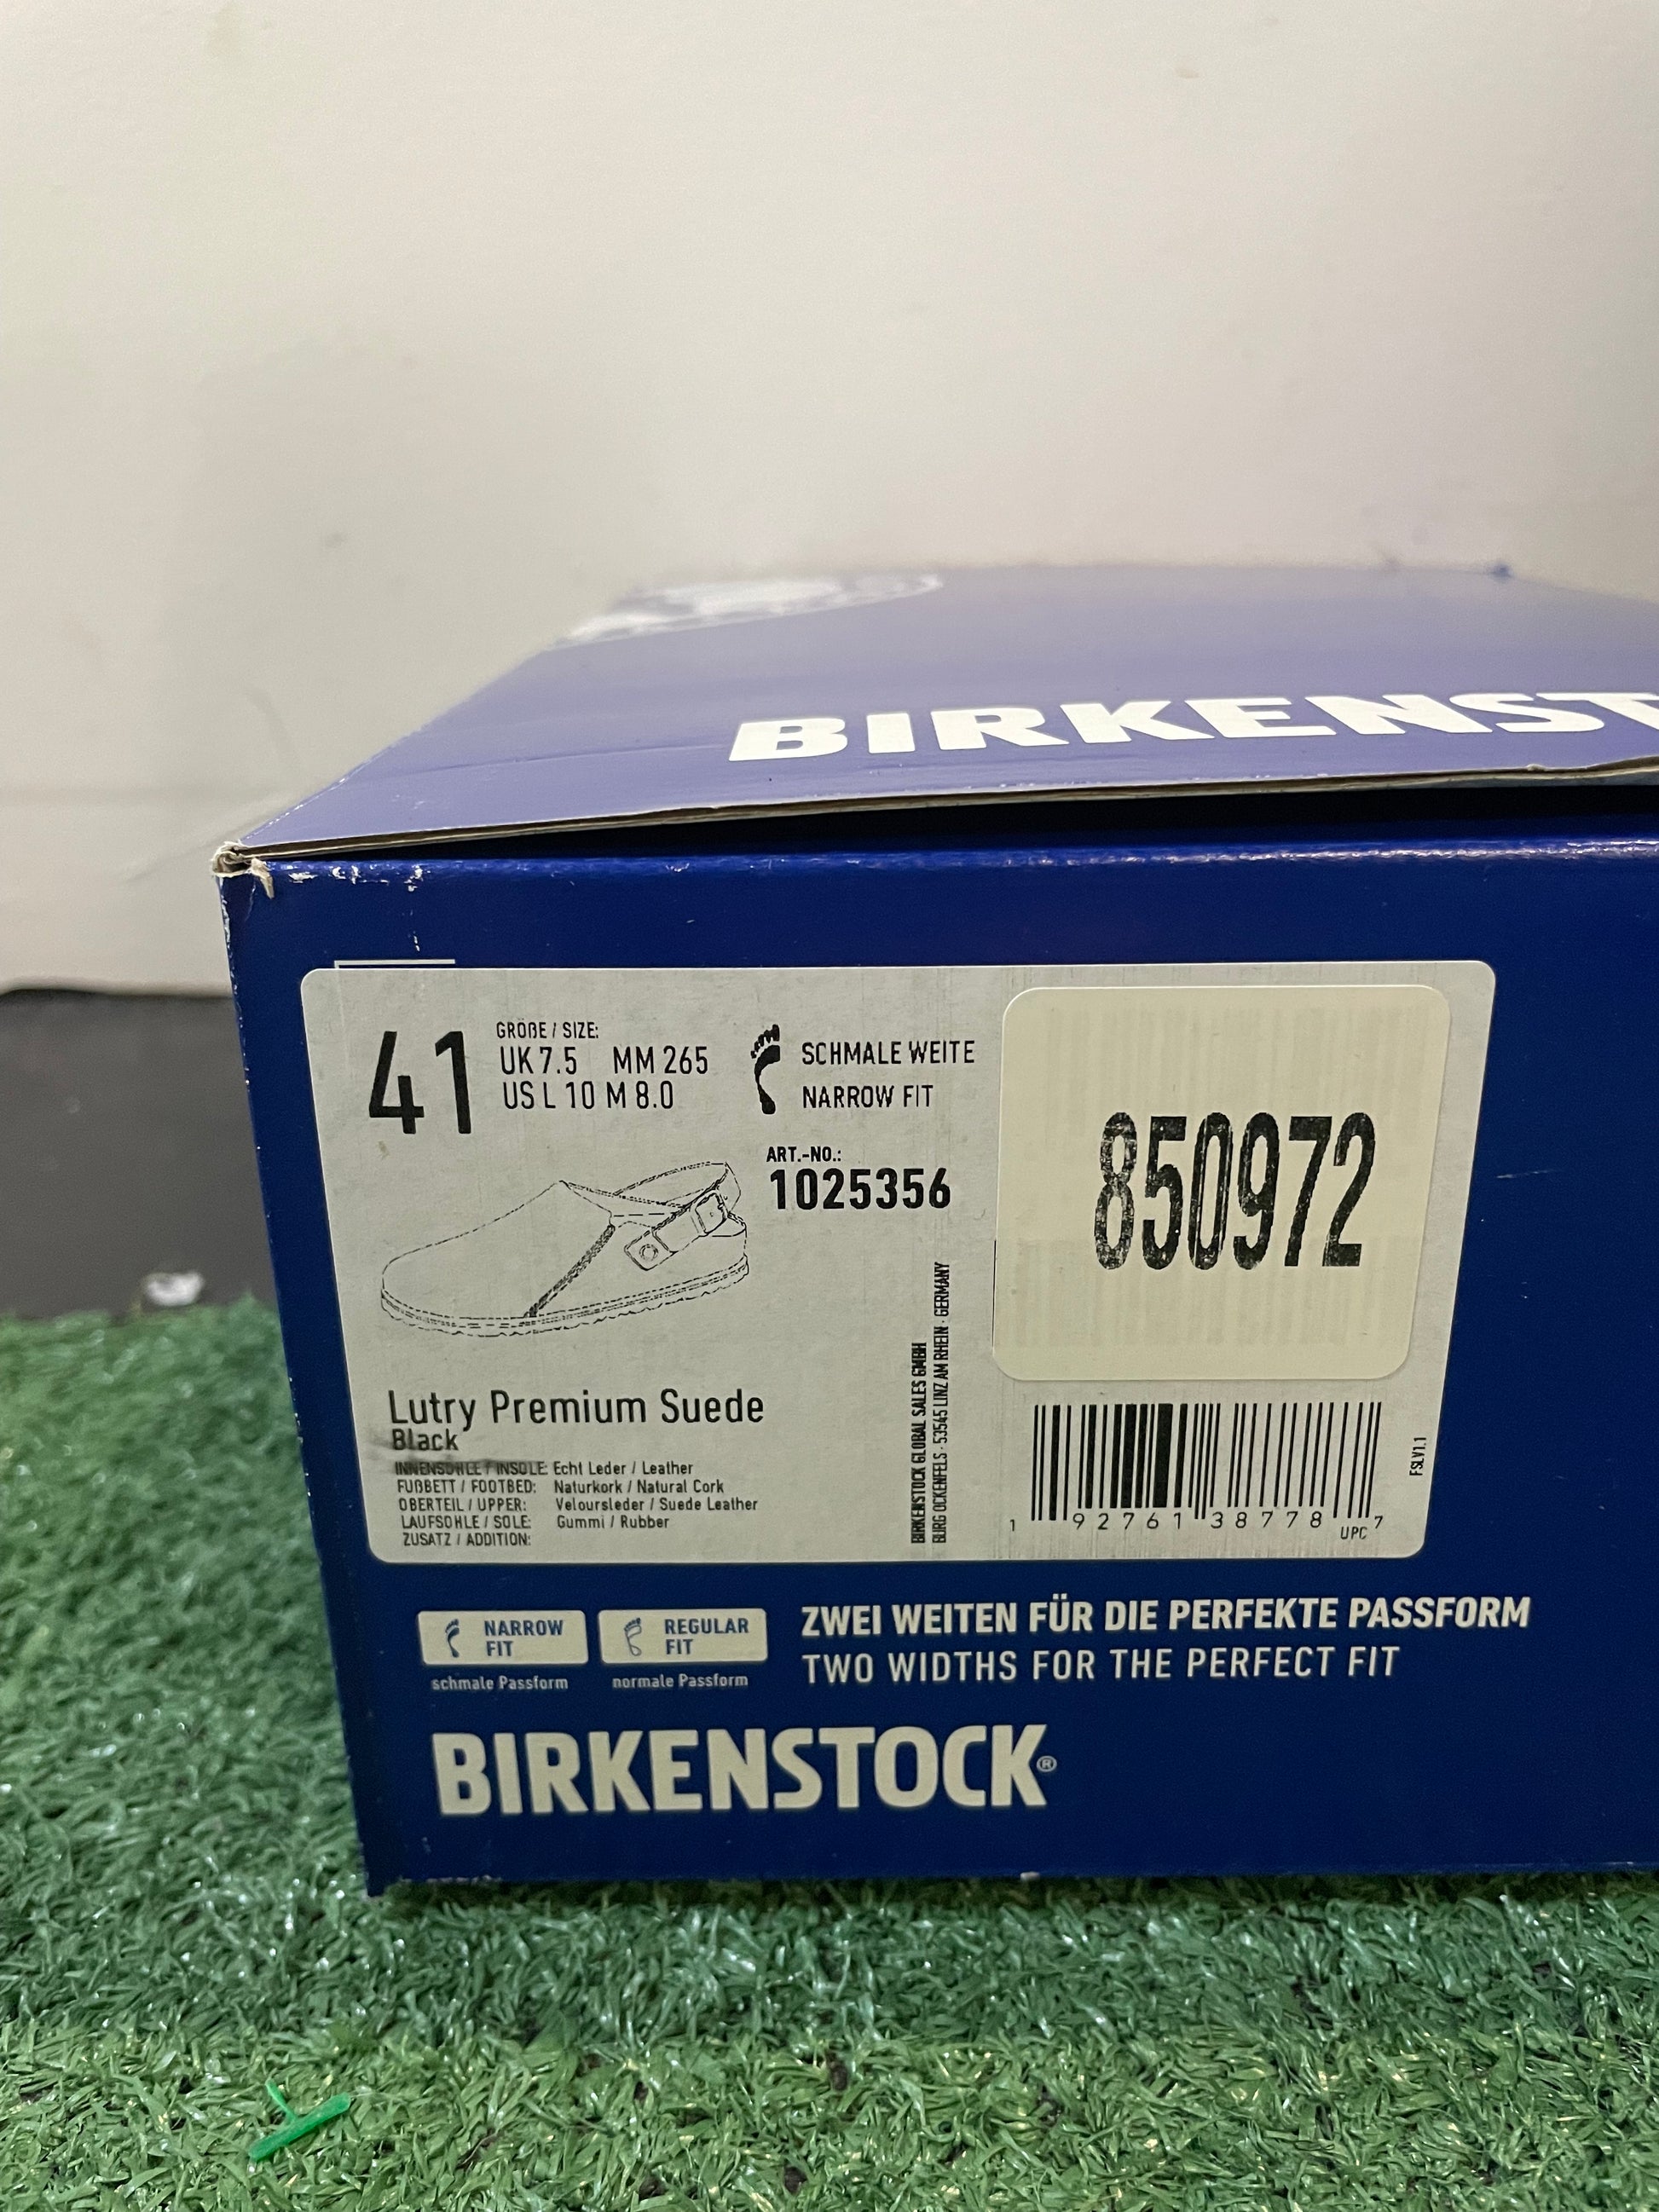 BIRKENST
41
GRÖßE / SIZE:
UK 7.5 MM 265
US L 10 M 8.0
SCHMALE WEITE
NARROW FIT
ART.-NO.:
1025356
850972
Lutry Premium Suede
Black
INNENSOHLE / INSOLE: Echt Leder / Leather
FUßBETT / FOOTBED: Naturkork / Natural Cork
OBERTEIL / UPPER: Veloursleder / Suede Leather
LAUFSOHLE / SOLE: Gummi / Rubber
ZUSATZ / ADDITION:
BIRKENSTOCK GLOBAL SALES GMBH
BURG OCKENFELS · 53545 LINZ AM RHEIN · GERMANY
1 92761 38778 7
UPC
FSLV1.1
NARROW FIT
schmale Passform
REGULAR FIT
normale Passform
ZWEI WEITEN FÜR DIE PERFEKTE PASSFORM
TWO WIDTHS FOR THE PERFECT FIT
BIRKENSTOCK®